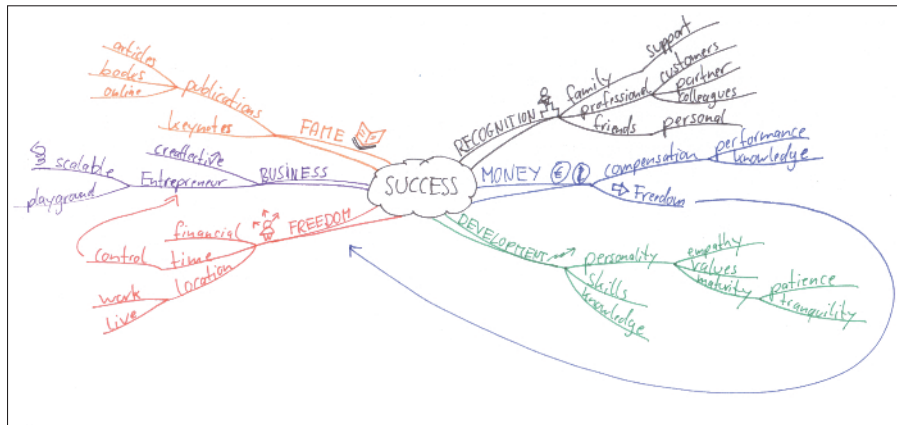 SUCCESS
RECOGNITION
family
support
professional
customers
partner
colleagues
friends
personal
MONEY €
compensation
performance
knowledge
⇨ Freedom
DEVELOPMENT
personality
empathy
values
maturity
patience
tranquility
skills
knowledge
FREEDOM
financial
time
control
location
work
live
BUSINESS
creaffective
Entrepreneur
scalable
playground
FAME
publications
articles
books
online
keynotes